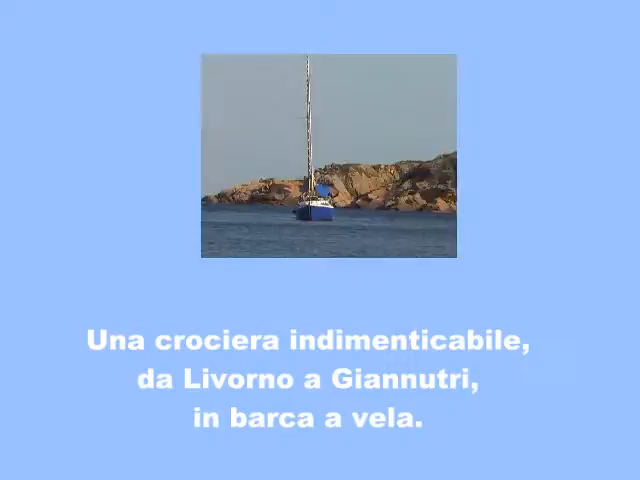 Una crociera indimenticabile,
da Livorno a Giannutri,
in barca a vela.